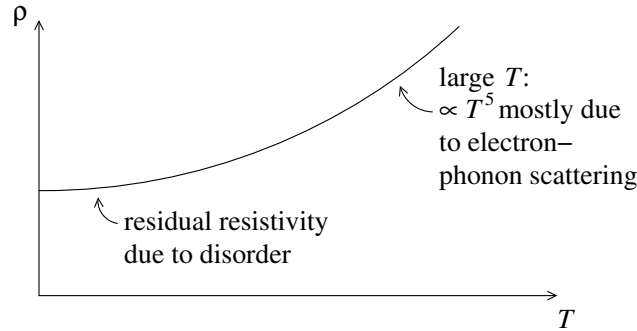 ρ
large T:
∝ T⁵ mostly due
to electron−
phonon scattering
residual resistivity
due to disorder
T